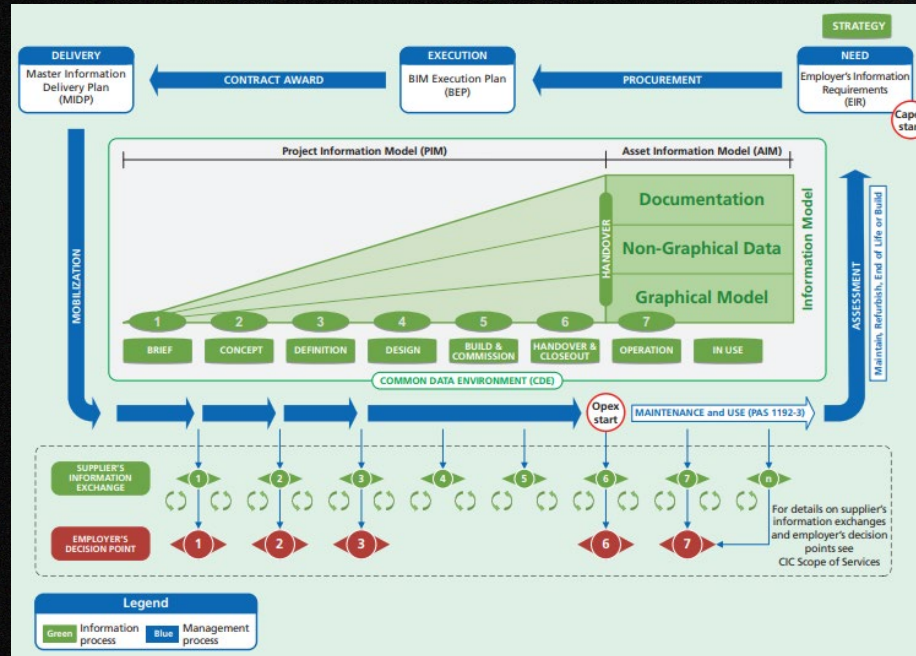 STRATEGY
DELIVERY
Master Information
Delivery Plan
(MIDP)
CONTRACT AWARD
EXECUTION
BIM Execution Plan
(BEP)
PROCUREMENT
NEED
Employer's Information
Requirements
(EIR)
Cape
start
Project Information Model (PIM)
Asset Information Model (AIM)
MOBILIZATION
HANDOVER
Documentation
Non-Graphical Data
Graphical Model
Information Model
ASSESSMENT
Maintain, Refurbish, End of Life or Build
1
2
3
4
5
6
7
BRIEF
CONCEPT
DEFINITION
DESIGN
BUILD &
COMMISSION
HANDOVER &
CLOSEOUT
OPERATION
IN USE
COMMON DATA ENVIRONMENT (CDE)
Opex
start
MAINTENANCE and USE (PAS 1192-3)
SUPPLIER'S
INFORMATION
EXCHANGE
1
2
3
4
5
6
7
n
EMPLOYER'S
DECISION POINT
1
2
3
6
7
For details on supplier's
information exchanges
and employer's decision
points see
CIC Scope of Services
Legend
Green
Information
process
Blue
Management
process